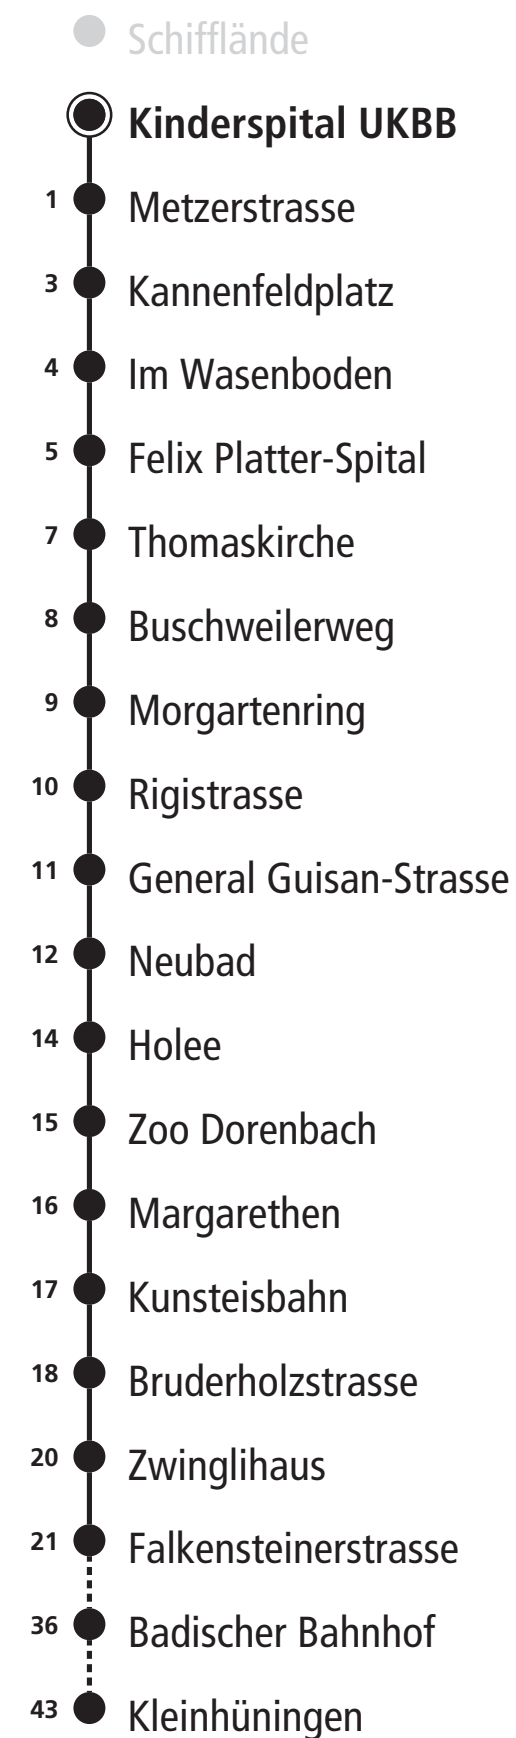 Schifflände
Kinderspital UKBB
1 Metzerstrasse
3 Kannenfeldplatz
4 Im Wasenboden
5 Felix Platter-Spital
7 Thomaskirche
8 Buschweilerweg
9 Morgartenring
10 Rigistrasse
11 General Guisan-Strasse
12 Neubad
14 Holee
15 Zoo Dorenbach
16 Margarethen
17 Kunsteisbahn
18 Bruderholzstrasse
20 Zwinglihaus
21 Falkensteinerstrasse
36 Badischer Bahnhof
43 Kleinhüningen